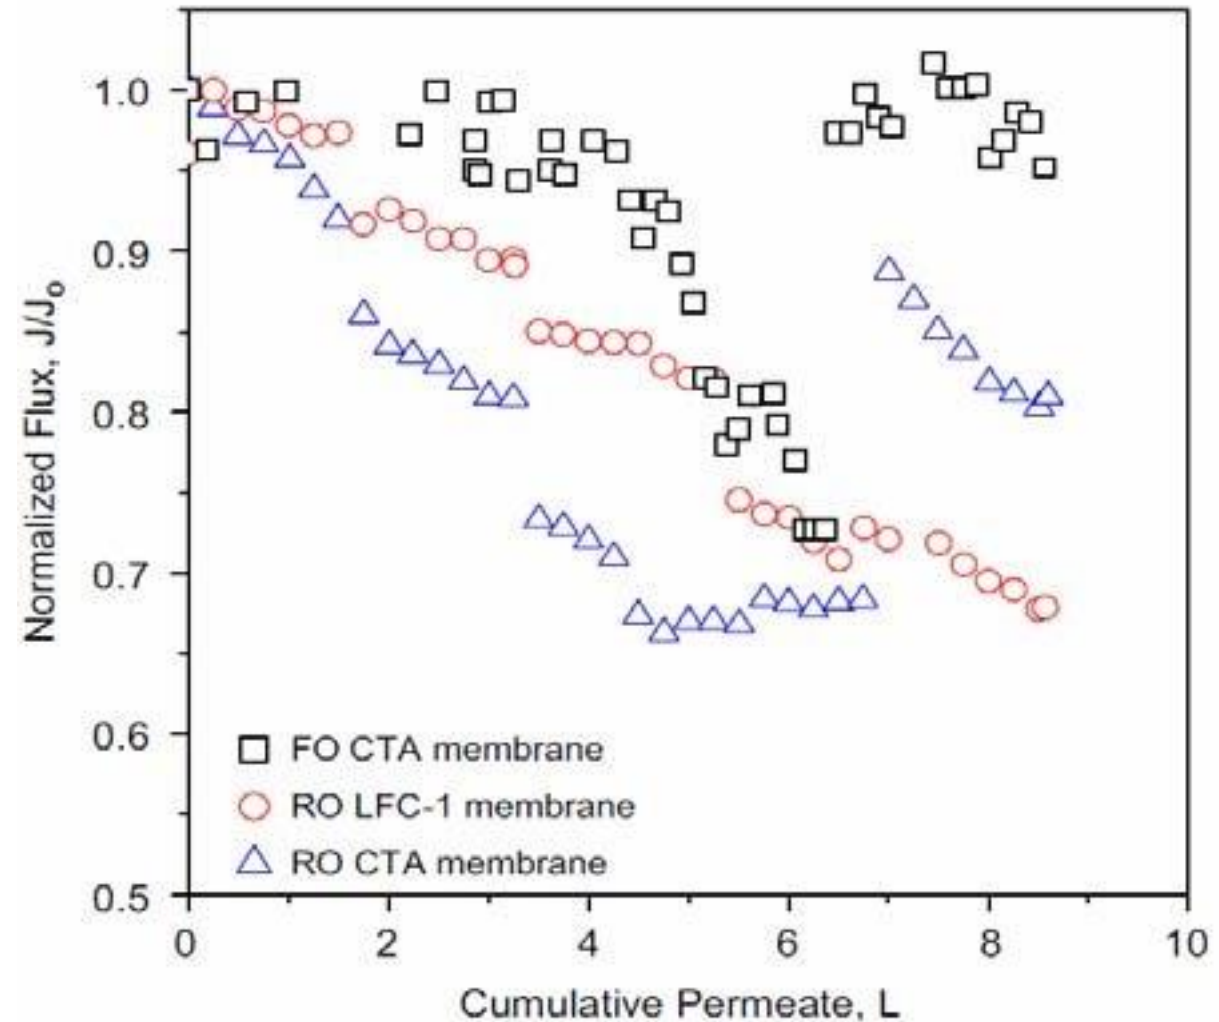 Normalized Flux, J/J₀
1.0
0.9
0.8
0.7
0.6
0.5
FO CTA membrane
RO LFC-1 membrane
RO CTA membrane
0 2 4 6 8 10
Cumulative Permeate, L